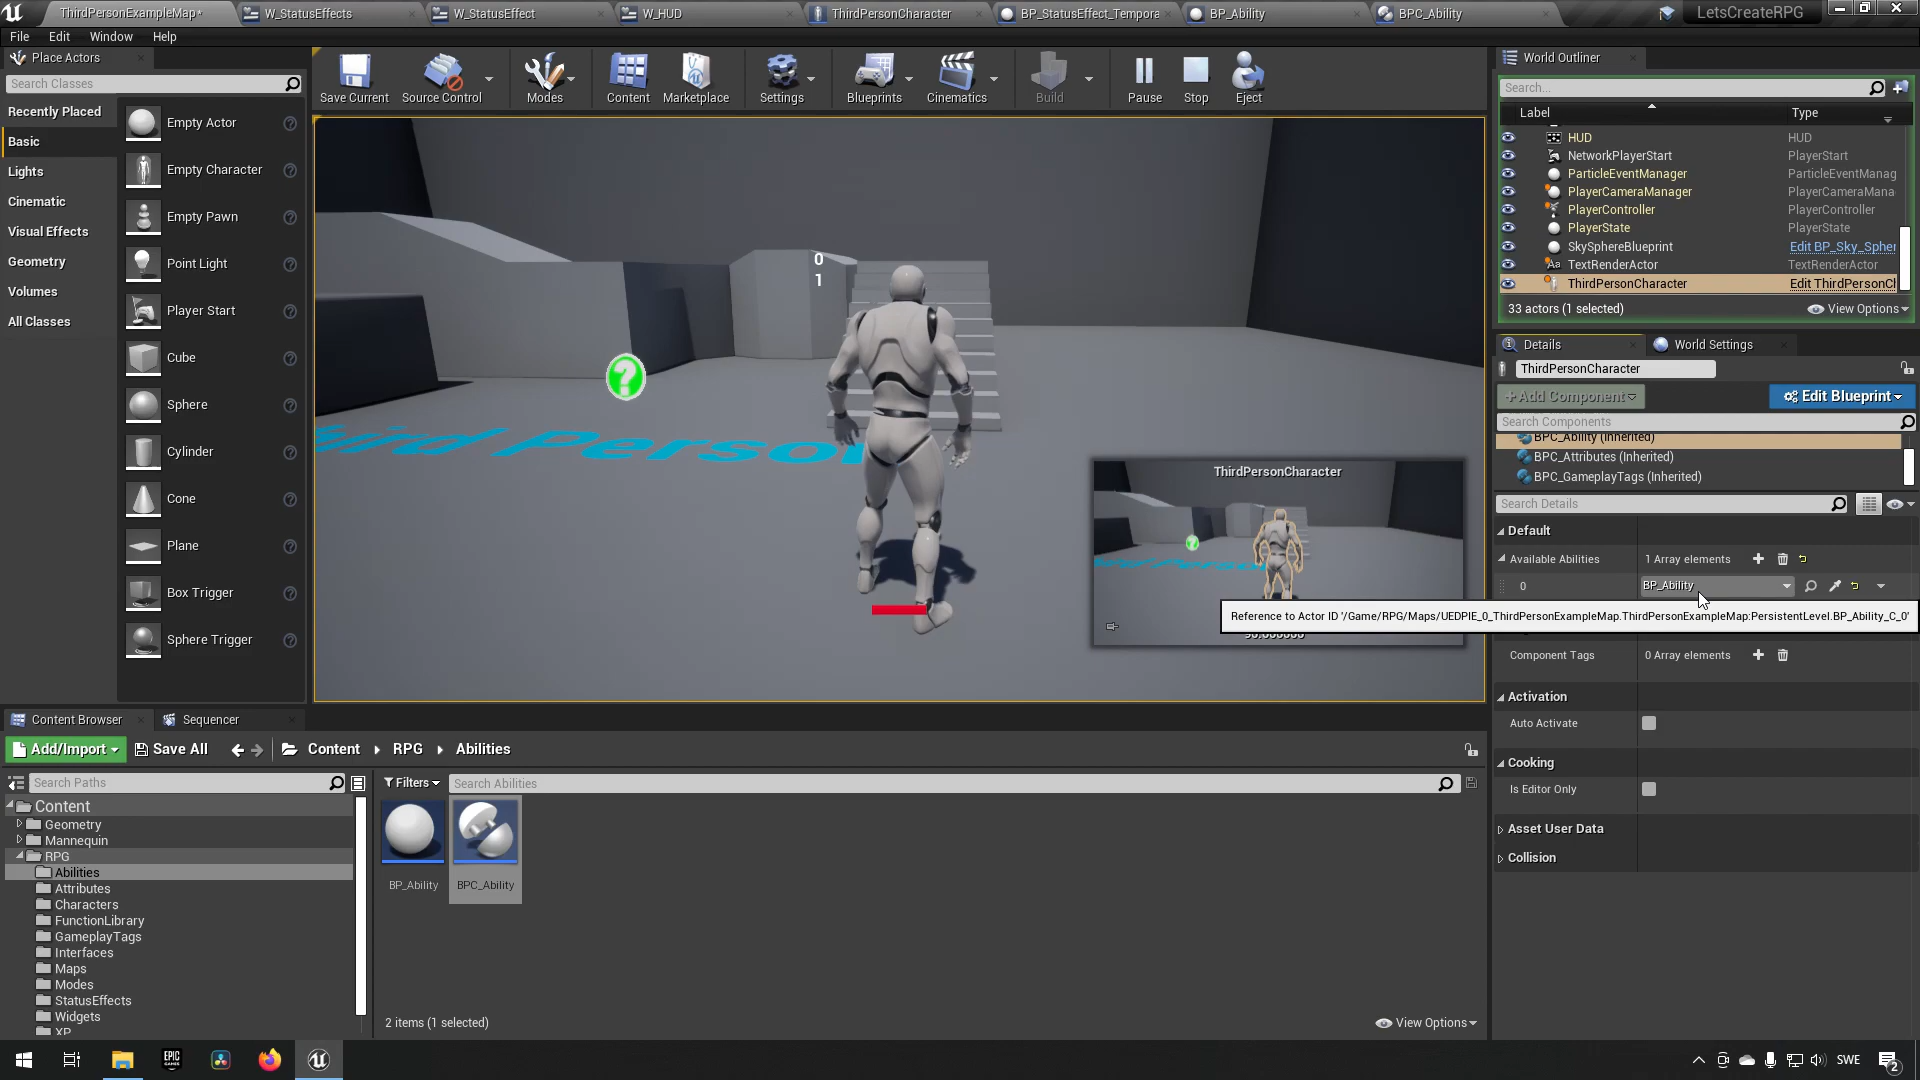 ThirdPersonExampleMap*
W_StatusEffects
W_StatusEffect
W_HUD
ThirdPersonCharacter
BP_StatusEffect_Tempora
BP_Ability
BPC_Ability
LetsCreateRPG
File Edit Window Help
Place Actors
Search Classes
Recently Placed
Basic
Lights
Cinematic
Visual Effects
Geometry
Volumes
All Classes
Empty Actor
Empty Character
Empty Pawn
Point Light
Player Start
Cube
Sphere
Cylinder
Cone
Plane
Box Trigger
Sphere Trigger
Save Current
Source Control
Modes
Content
Marketplace
Settings
Blueprints
Cinematics
Build
Pause
Stop
Eject
0
1
?
ThirdPersonCharacter
World Outliner
Search...
Label Type
HUD HUD
NetworkPlayerStart PlayerStart
ParticleEventManager ParticleEventManag
PlayerCameraManager PlayerCameraMana
PlayerController PlayerController
PlayerState PlayerState
SkySphereBlueprint Edit BP_Sky_Spher
TextRenderActor TextRenderActor
ThirdPersonCharacter Edit ThirdPersonCl
33 actors (1 selected)
View Options
Details
World Settings
ThirdPersonCharacter
+Add Component
Edit Blueprint
Search Components
BPC_Ability (Inherited)
BPC_Attributes (Inherited)
BPC_GameplayTags (Inherited)
Search Details
Default
Available Abilities 1 Array elements
0 BP_Ability
Reference to Actor ID '/Game/RPG/Maps/UEDPIE_0_ThirdPersonExampleMap.ThirdPersonExampleMap:PersistentLevel.BP_Ability_C_0'
Component Tags 0 Array elements
Activation
Auto Activate
Cooking
Is Editor Only
Asset User Data
Collision
Content Browser
Sequencer
Add/Import
Save All
Content
RPG
Abilities
Search Paths
Filters
Search Abilities
Content
Geometry
Mannequin
RPG
Abilities
Attributes
Characters
FunctionLibrary
GameplayTags
Interfaces
Maps
Modes
StatusEffects
Widgets
XP
BP_Ability
BPC_Ability
2 items (1 selected)
View Options
EPIC GAMES
SWE
2